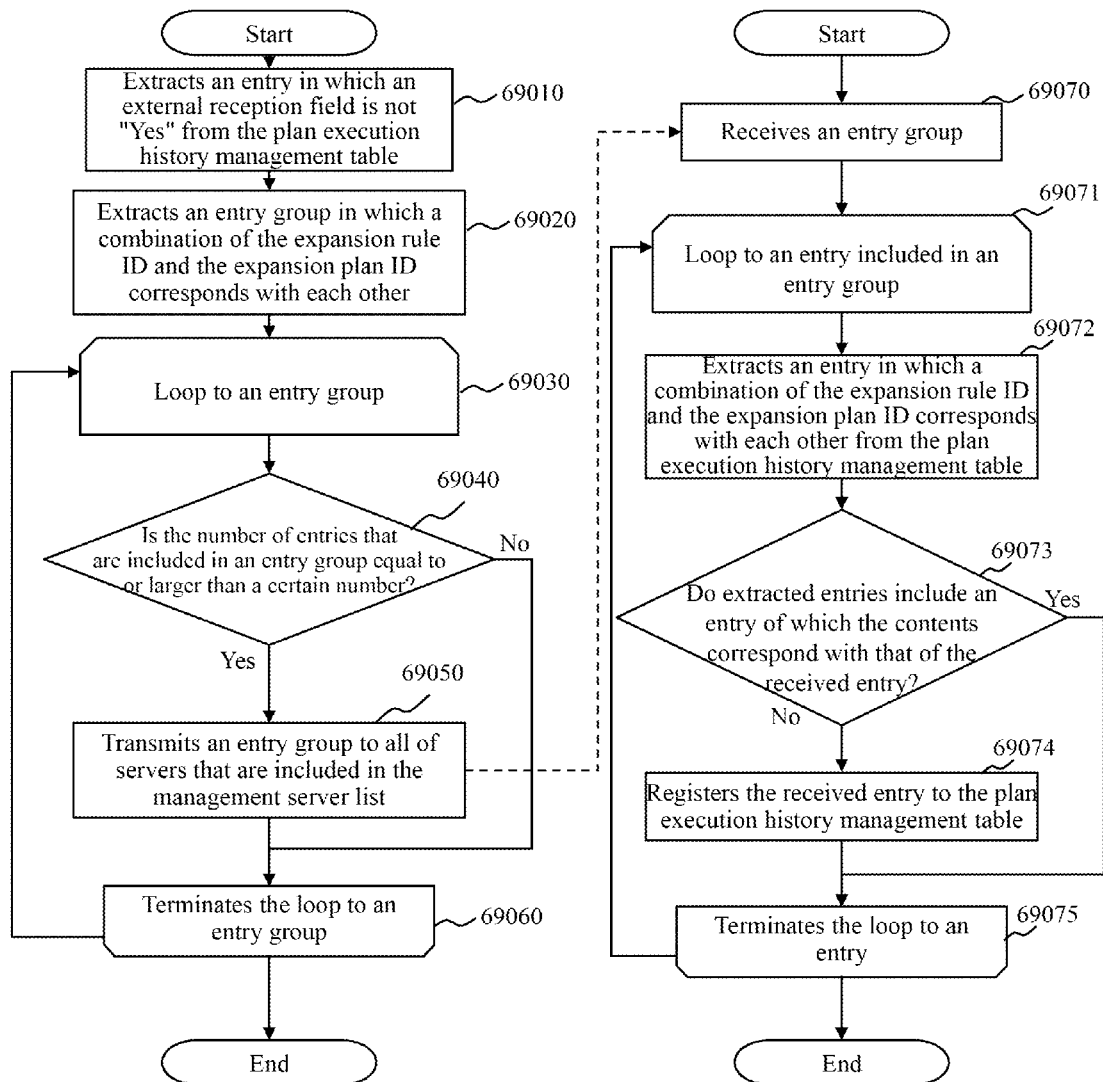 Start
Extracts an entry in which an
external reception field is not
"Yes" from the plan execution
history management table
69010
Extracts an entry group in which a
combination of the expansion rule
ID and the expansion plan ID
corresponds with each other
69020
Loop to an entry group
69030
69040
Is the number of entries that
are included in an entry group equal to
or larger than a certain number?
No
Yes
69050
Transmits an entry group to all of
servers that are included in the
management server list
Terminates the loop to an
entry group
69060
End
Start
69070
Receives an entry group
69071
Loop to an entry included in an
entry group
69072
Extracts an entry in which a
combination of the expansion rule ID
and the expansion plan ID corresponds
with each other from the plan
execution history management table
69073
Do extracted entries include an
entry of which the contents
correspond with that of the
received entry?
Yes
No
69074
Registers the received entry to the plan
execution history management table
69075
Terminates the loop to an
entry
End